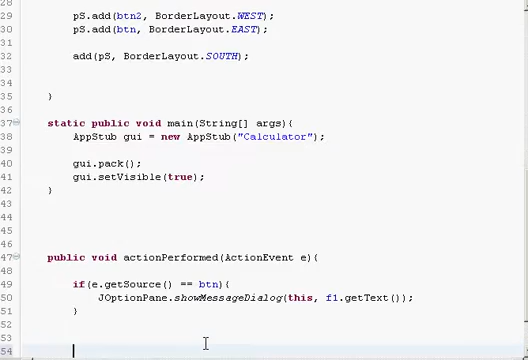 28
29 pS.add(btn2, BorderLayout.WEST);
30 pS.add(btn, BorderLayout.EAST);
31
32 add(pS, BorderLayout.SOUTH);
33
34
35 }
36
37 static public void main(String[] args){
38 AppStub gui = new AppStub("Calculator");
39
40 gui.pack();
41 gui.setVisible(true);
42 }
43
44
45
46
47 public void actionPerformed(ActionEvent e){
48
49 if(e.getSource() == btn){
50 JOptionPane.showMessageDialog(this, f1.getText());
51 }
52
53
54